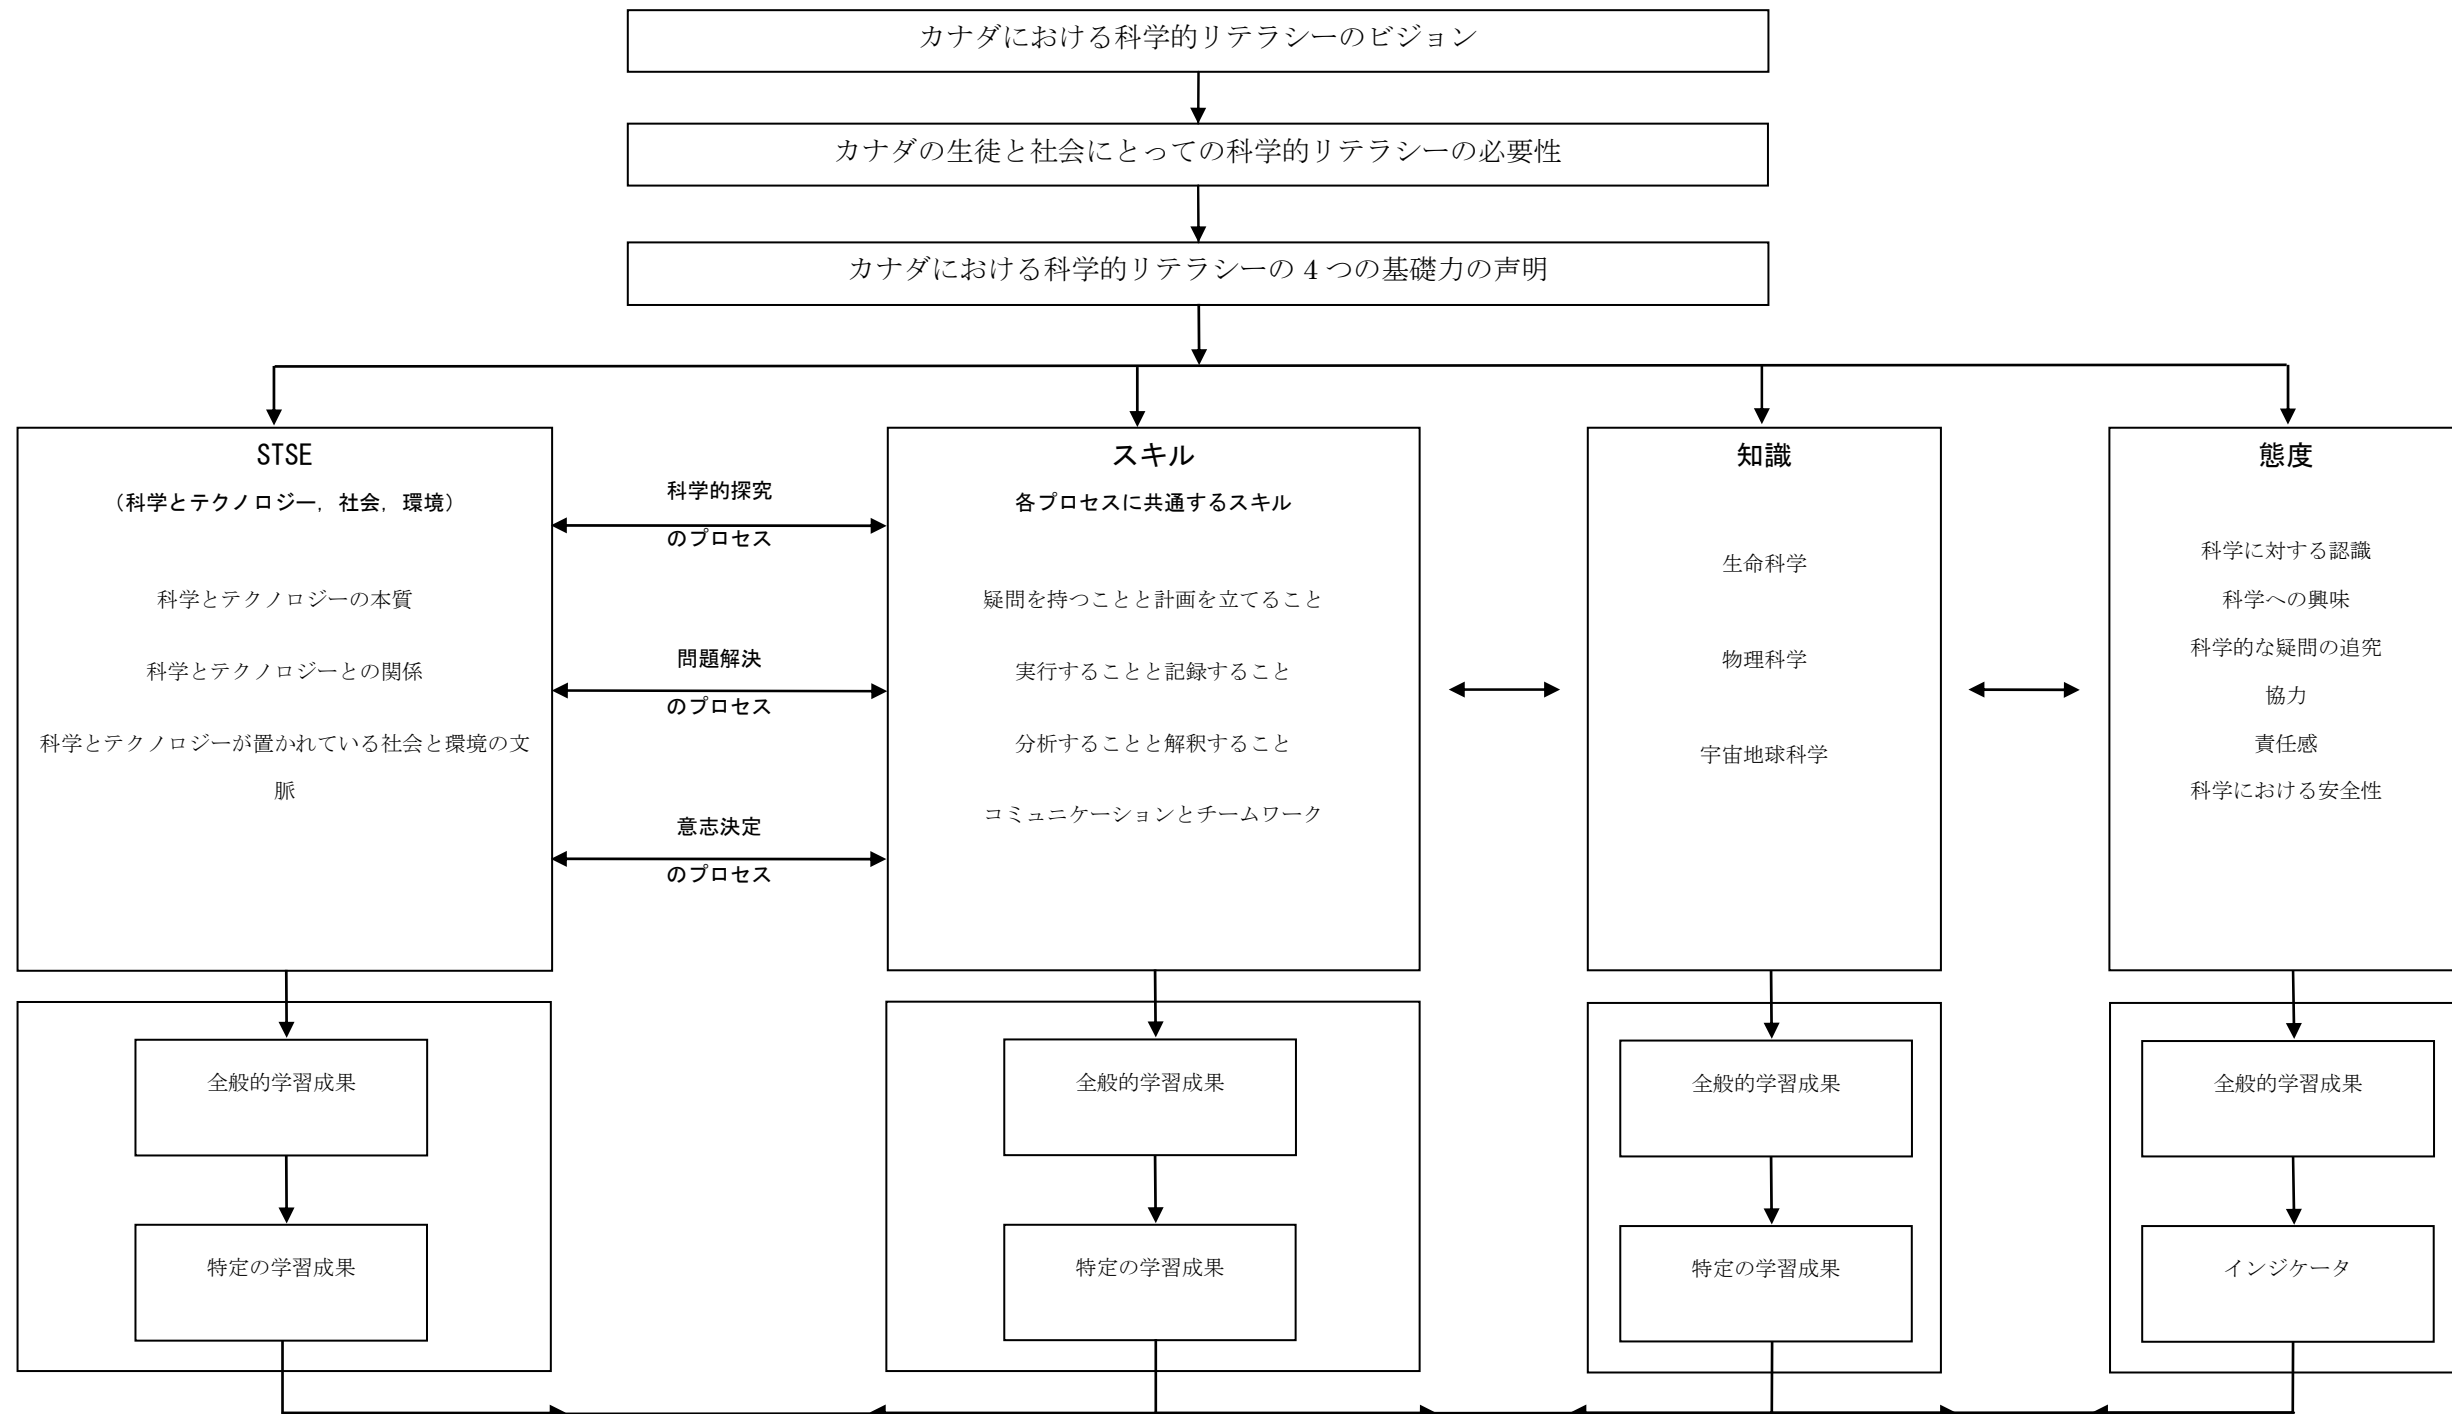 カナダにおける科学的リテラシーのビジョン
カナダの生徒と社会にとっての科学的リテラシーの必要性
カナダにおける科学的リテラシーの 4 つの基礎力の声明
STSE
（科学とテクノロジー，社会，環境）
科学とテクノロジーの本質
科学とテクノロジーとの関係
科学とテクノロジーが置かれている社会と環境の文
脈
科学的探究
のプロセス
問題解決
のプロセス
意志決定
のプロセス
スキル
各プロセスに共通するスキル
疑問を持つことと計画を立てること
実行することと記録すること
分析することと解釈すること
コミュニケーションとチームワーク
知識
生命科学
物理科学
宇宙地球科学
態度
科学に対する認識
科学への興味
科学的な疑問の追究
協力
責任感
科学における安全性
全般的学習成果
特定の学習成果
全般的学習成果
特定の学習成果
全般的学習成果
特定の学習成果
全般的学習成果
インジケータ